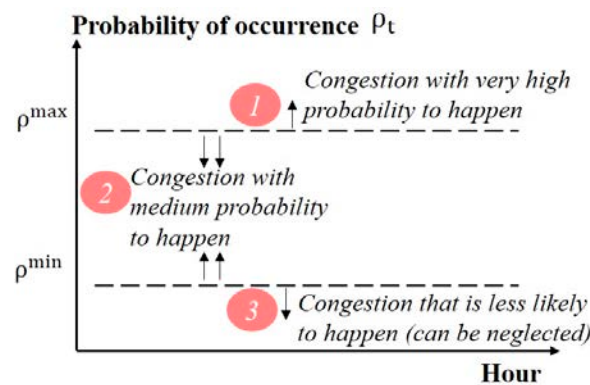 Probability of occurrence ρt
1
Congestion with very high
probability to happen
ρmax
2
Congestion with
medium probability
to happen
ρmin
3
Congestion that is less likely
to happen (can be neglected)
Hour